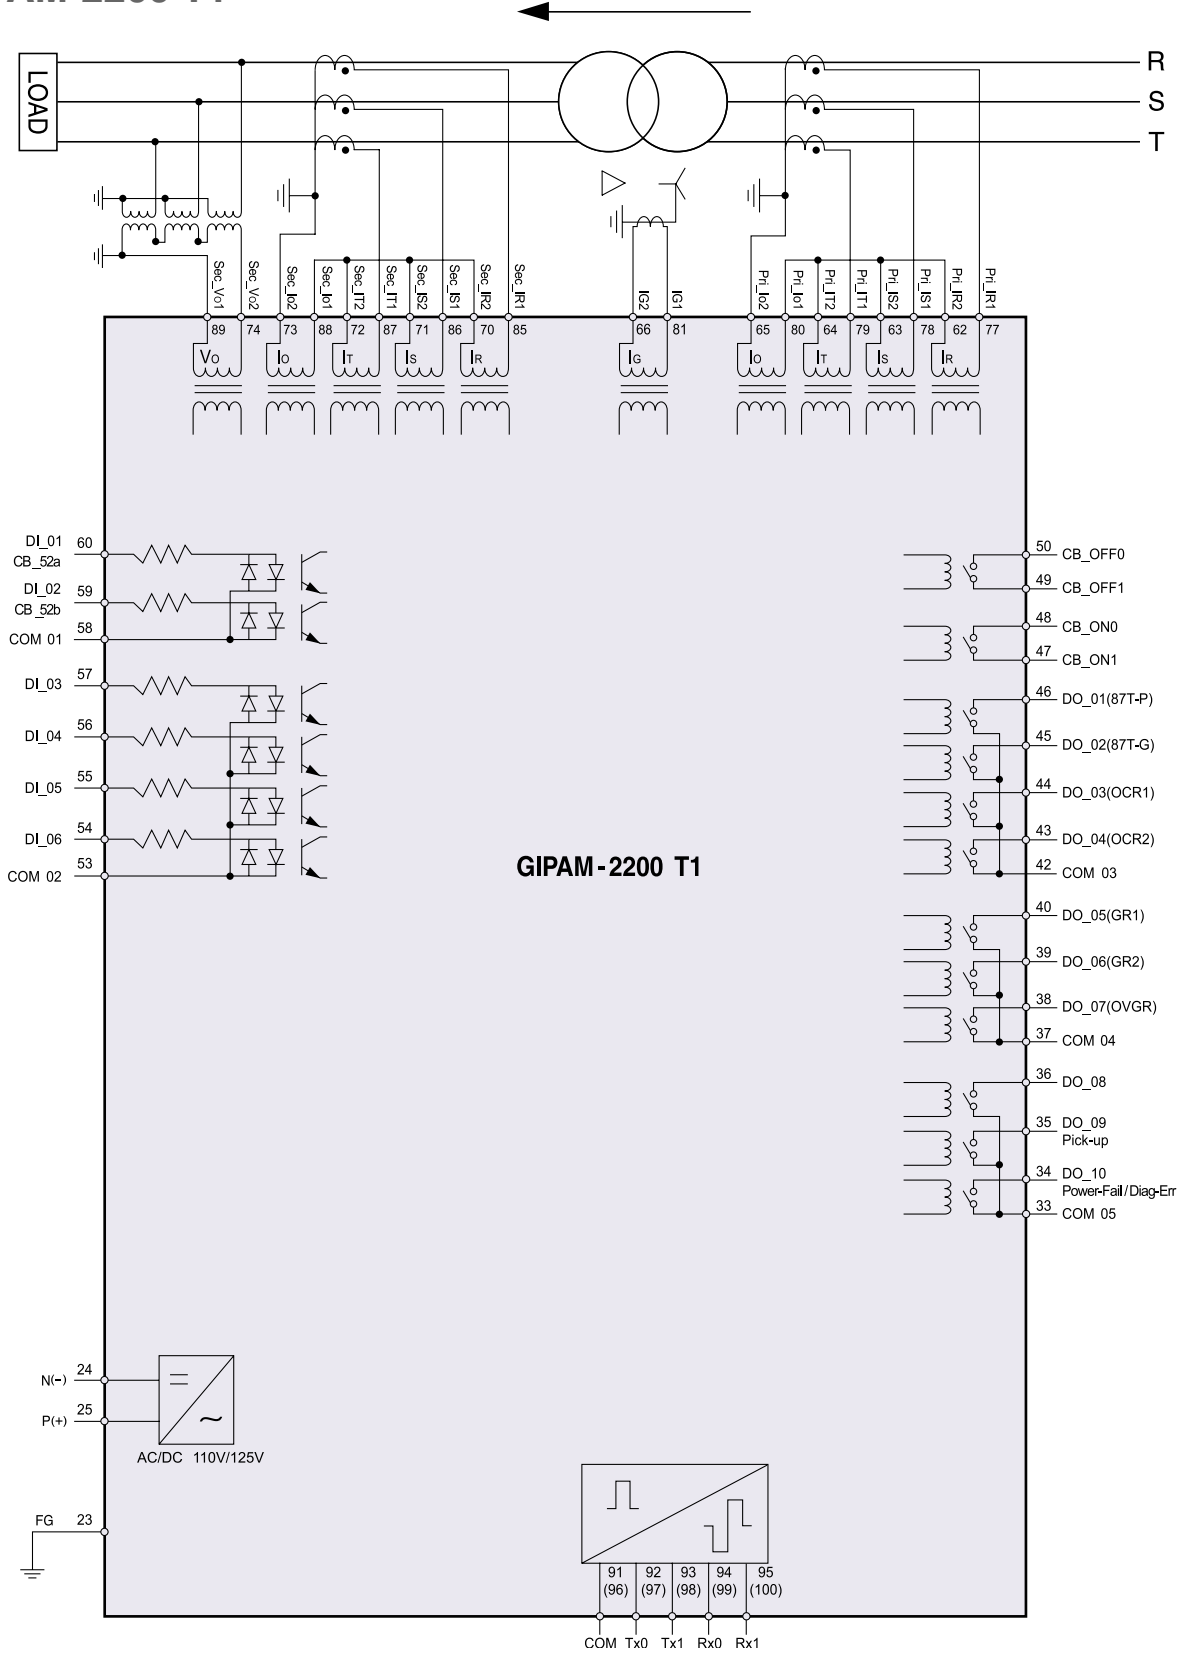 AM-2200 T1
LOAD
R
S
T
Sec_Vo1
Sec_Vo2
Sec_Io2
Sec_Io1
Sec_IT2
Sec_IT1
Sec_IS2
Sec_IS1
Sec_IR2
Sec_IR1
IG2
IG1
Pri_Io2
Pri_Io1
Pri_IT2
Pri_IT1
Pri_IS2
Pri_IS1
Pri_IR2
Pri_IR1
89 74 73 88 72 87 71 86 70 85 66 81 65 80 64 79 63 78 62 77
Vo Io IT IS IR IG Io IT IS IR
DI_01 60
CB_52a
DI_02 59
CB_52b
COM 01 58
DI_03 57
DI_04 56
DI_05 55
DI_06 54
COM 02 53
GIPAM-2200 T1
50 CB_OFF0
49 CB_OFF1
48 CB_ON0
47 CB_ON1
46 DO_01(87T-P)
45 DO_02(87T-G)
44 DO_03(OCR1)
43 DO_04(OCR2)
42 COM 03
40 DO_05(GR1)
39 DO_06(GR2)
38 DO_07(OVGR)
37 COM 04
36 DO_08
35 DO_09
Pick-up
34 DO_10
Power-Fail/Diag-Err
33 COM 05
N(-) 24
P(+) 25
AC/DC 110V/125V
FG 23
91 92 93 94 95
(96) (97) (98) (99) (100)
COM Tx0 Tx1 Rx0 Rx1